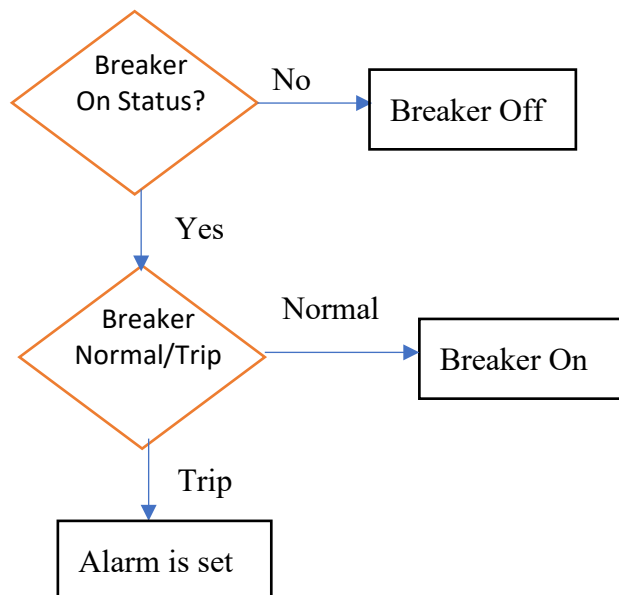 Breaker
On Status?
No
Breaker Off
Yes
Breaker
Normal/Trip
Normal
Breaker On
Trip
Alarm is set